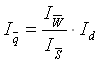 I_q̅ = I_W̅ / I_S̅ · I_d